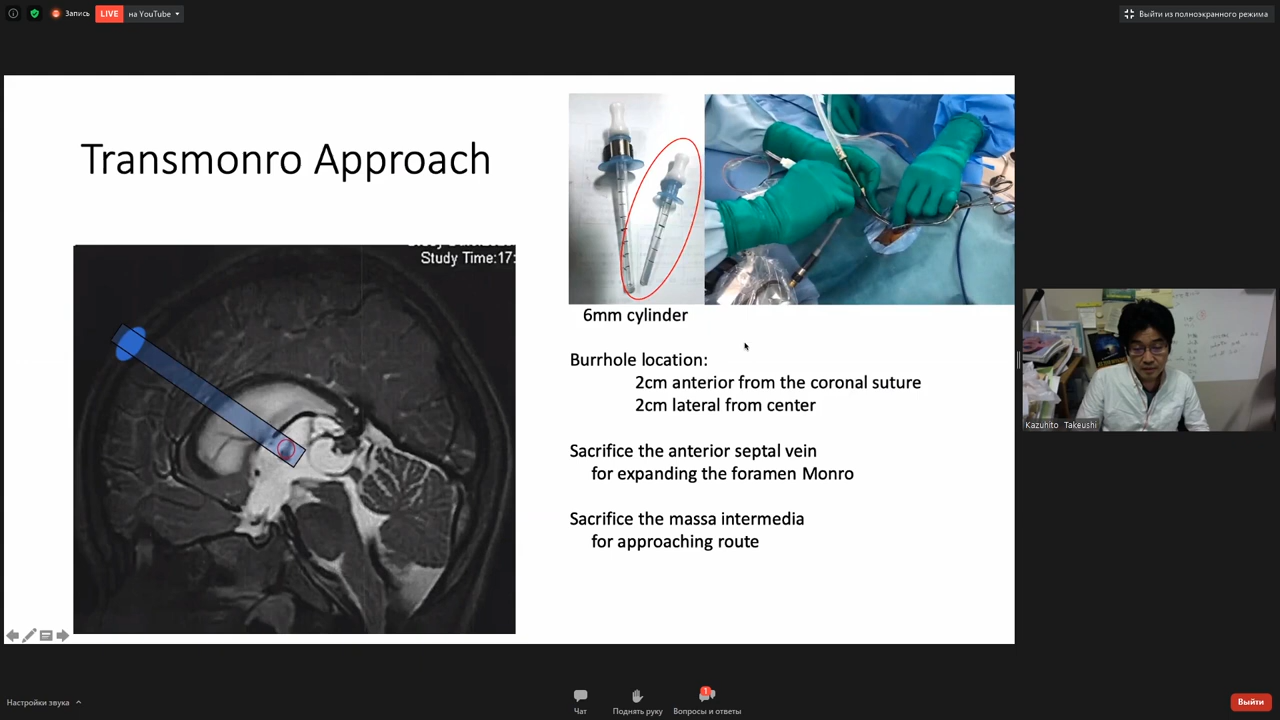 Запись
LIVE
на YouTube
Выйти из полноэкранного режима
Transmonro Approach
Study Time:17:
6mm cylinder
Burrhole location:
2cm anterior from the coronal suture
2cm lateral from center
Sacrifice the anterior septal vein
for expanding the foramen Monro
Sacrifice the massa intermedia
for approaching route
Kazuhito Takeushi
Настройки звука
Чат
Поднять руку
1
Вопросы и ответы
Выйти